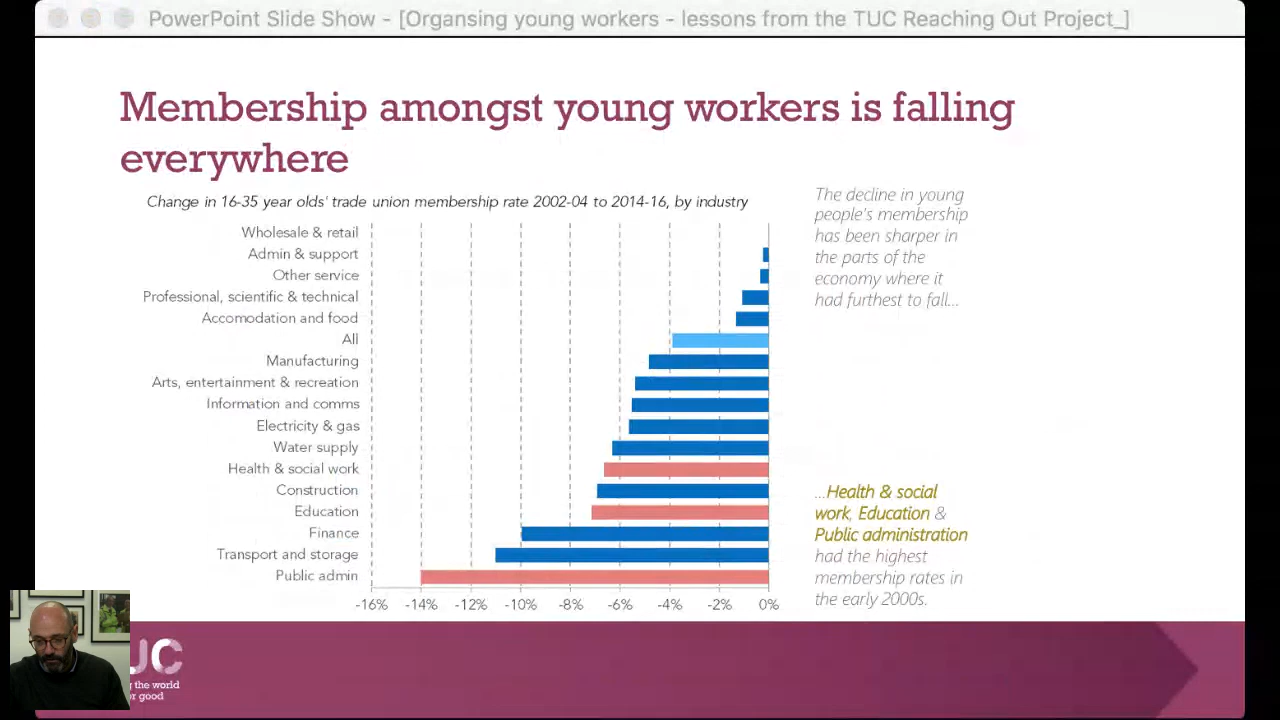 PowerPoint Slide Show - [Organsing young workers - lessons from the TUC Reaching Out Project_]
Membership amongst young workers is falling
everywhere
Change in 16-35 year olds' trade union membership rate 2002-04 to 2014-16, by industry
Wholesale & retail
Admin & support
Other service
Professional, scientific & technical
Accomodation and food
All
Manufacturing
Arts, entertainment & recreation
Information and comms
Electricity & gas
Water supply
Health & social work
Construction
Education
Finance
Transport and storage
Public admin
-16% -14% -12% -10% -8% -6% -4% -2% 0%
The decline in young
people's membership
has been sharper in
the parts of the
economy where it
had furthest to fall...
...Health & social
work, Education &
Public administration
had the highest
membership rates in
the early 2000s.
UC
the world
good